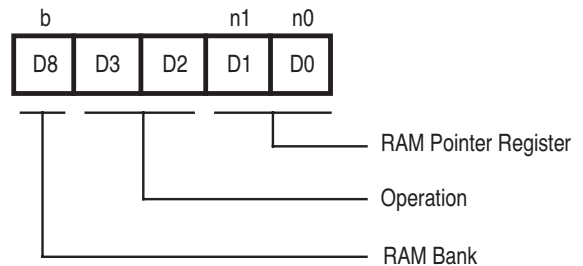 b n1 n0
D8 D3 D2 D1 D0
RAM Pointer Register
Operation
RAM Bank